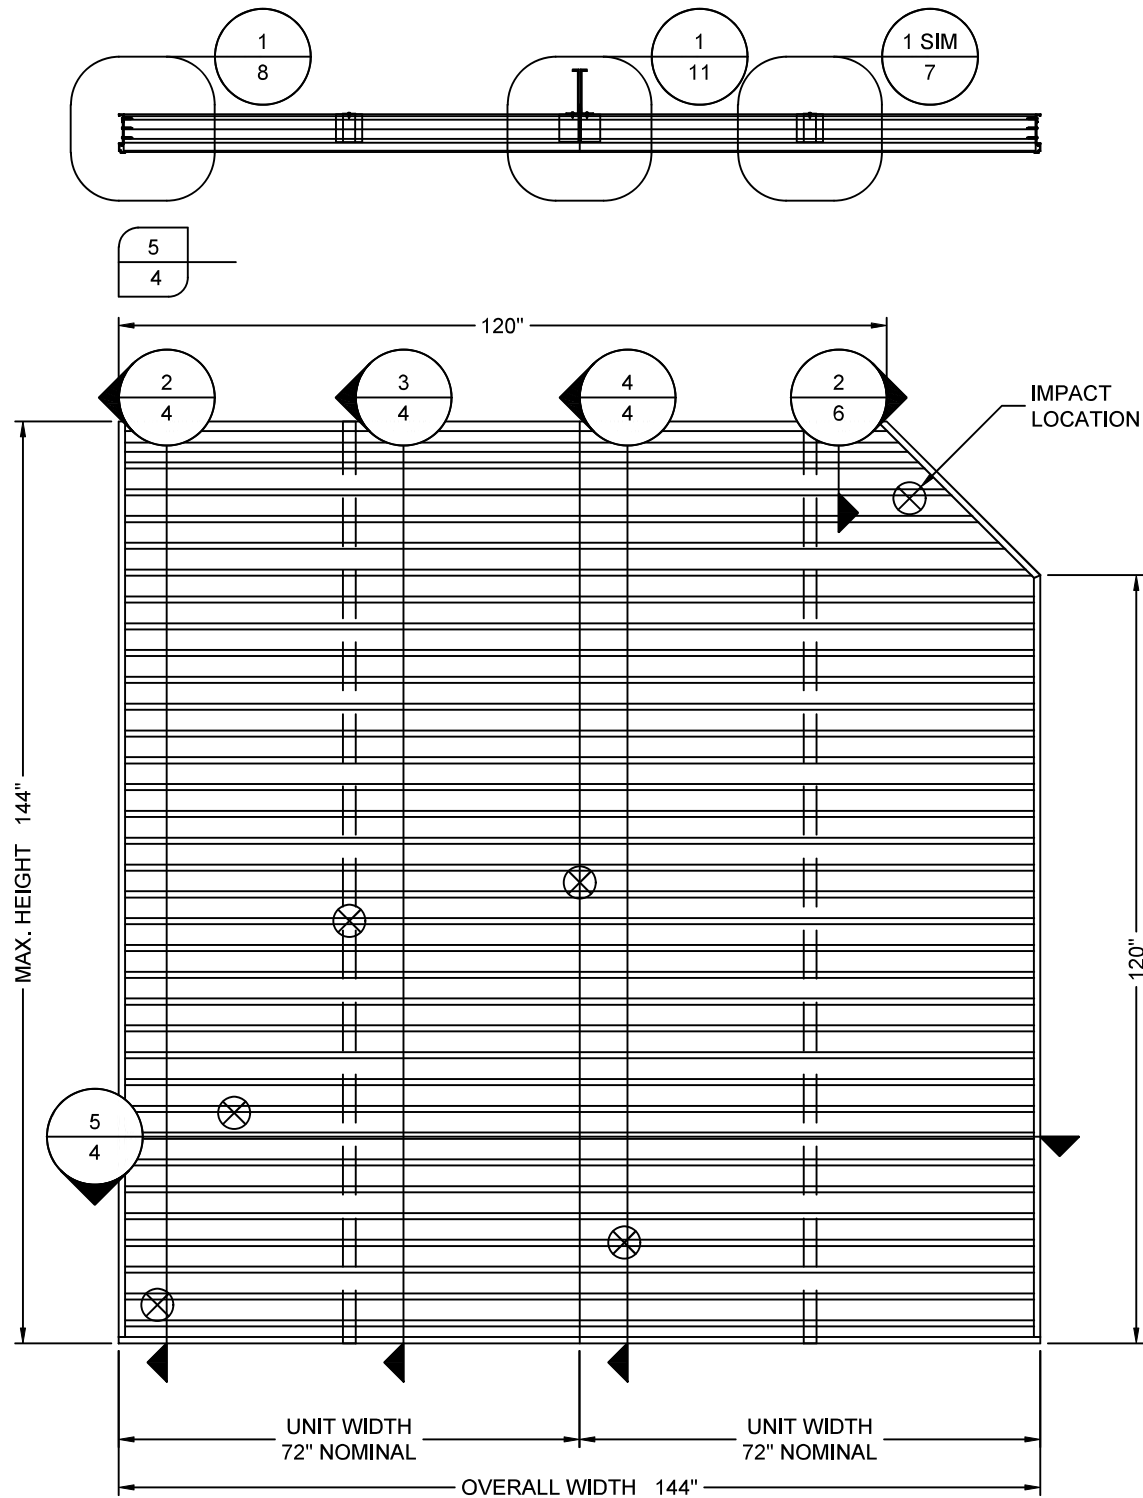 1
8
1
11
1 SIM
7
5
4
120"
2
4
3
4
4
4
2
6
IMPACT
LOCATION
MAX. HEIGHT 144"
120"
5
4
UNIT WIDTH
72" NOMINAL
UNIT WIDTH
72" NOMINAL
OVERALL WIDTH 144"